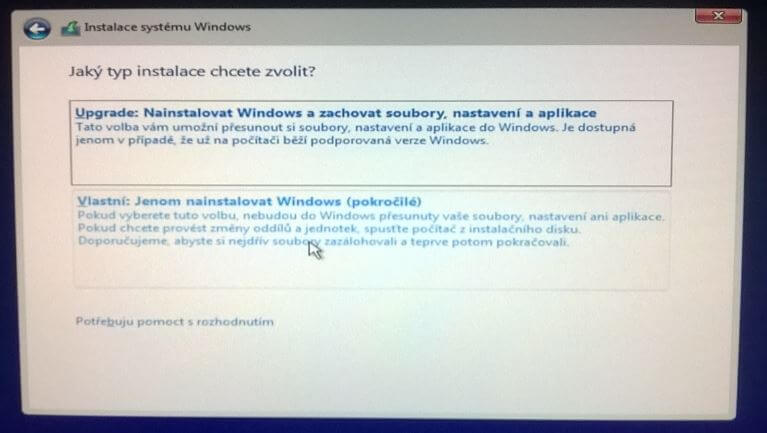 Instalace systému Windows
Jaký typ instalace chcete zvolit?
Upgrade: Nainstalovat Windows a zachovat soubory, nastavení a aplikace
Tato volba vám umožní přesunout si soubory, nastavení a aplikace do Windows. Je dostupná
jenom v případě, že už na počítači běží podporovaná verze Windows.
Vlastní: Jenom nainstalovat Windows (pokročilé)
Pokud vyberete tuto volbu, nebudou do Windows přesunuty vaše soubory, nastavení ani aplikace.
Pokud chcete provést změny oddílů a jednotek, spusťte počítač z instalačního disku.
Doporučujeme, abyste si nejdřív soubory zazálohovali a teprve potom pokračovali.
Potřebuju pomoct s rozhodnutím